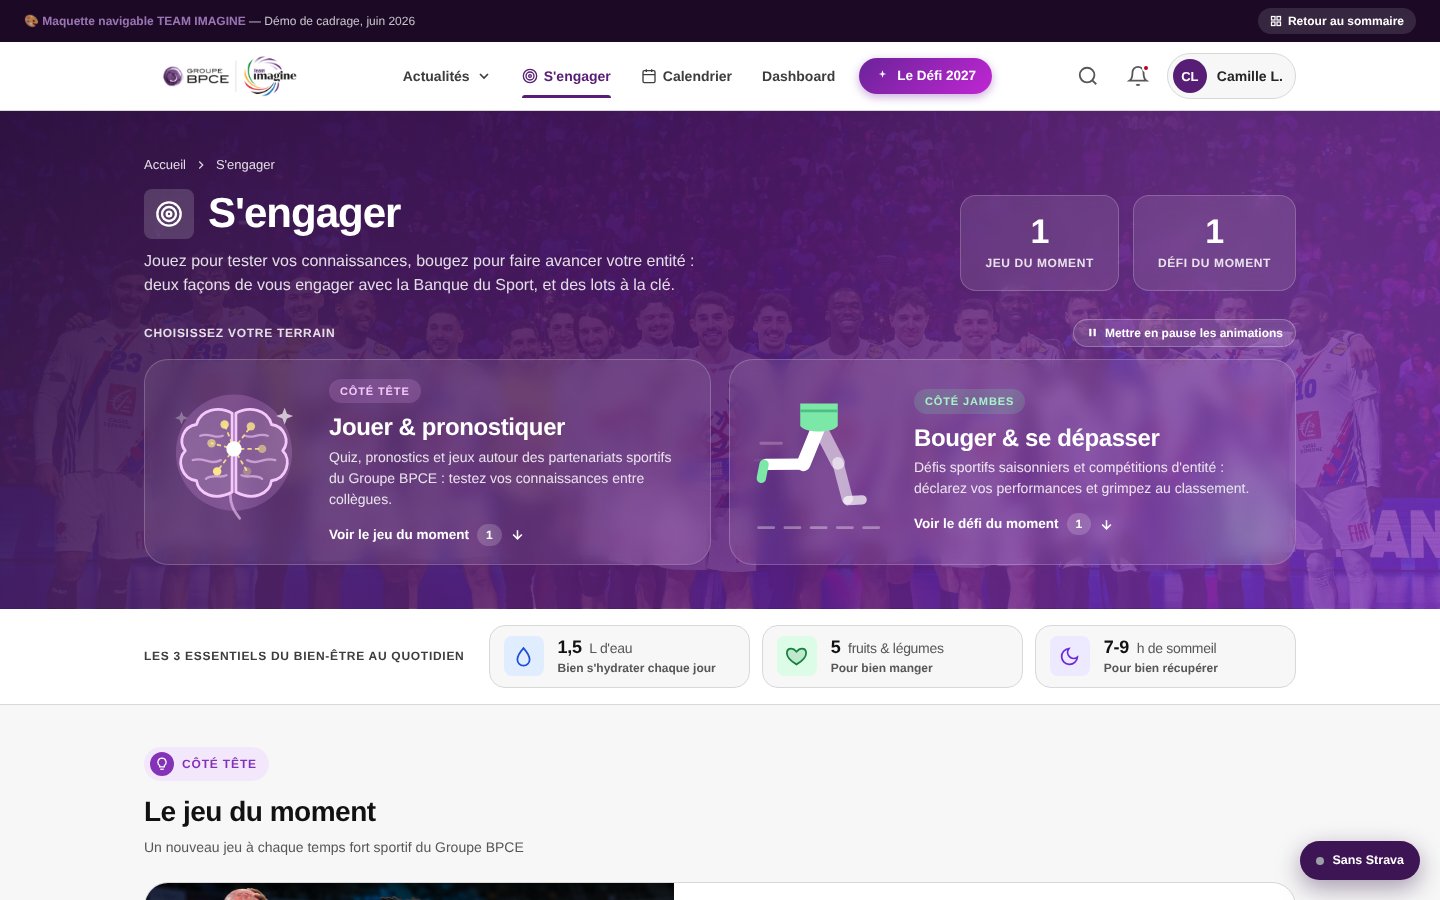 🎨 Maquette navigable TEAM IMAGINE — Démo de cadrage, juin 2026
Retour au sommaire
GROUPE
BPCE
team
imagine
Actualités
S'engager
Calendrier
Dashboard
Le Défi 2027
CL
Camille L.
Accueil
S'engager
S'engager
Jouez pour tester vos connaissances, bougez pour faire avancer votre entité :
deux façons de vous engager avec la Banque du Sport, et des lots à la clé.
1
JEU DU MOMENT
1
DÉFI DU MOMENT
CHOISISSEZ VOTRE TERRAIN
Mettre en pause les animations
CÔTÉ TÊTE
Jouer & pronostiquer
Quiz, pronostics et jeux autour des partenariats sportifs
du Groupe BPCE : testez vos connaissances entre
collègues.
Voir le jeu du moment 1
CÔTÉ JAMBES
Bouger & se dépasser
Défis sportifs saisonniers et compétitions d'entité :
déclarez vos performances et grimpez au classement.
Voir le défi du moment 1
23
39
10
FIAT
AN
LES 3 ESSENTIELS DU BIEN-ÊTRE AU QUOTIDIEN
1,5 L d'eau
Bien s'hydrater chaque jour
5 fruits & légumes
Pour bien manger
7-9 h de sommeil
Pour bien récupérer
CÔTÉ TÊTE
Le jeu du moment
Un nouveau jeu à chaque temps fort sportif du Groupe BPCE
Sans Strava